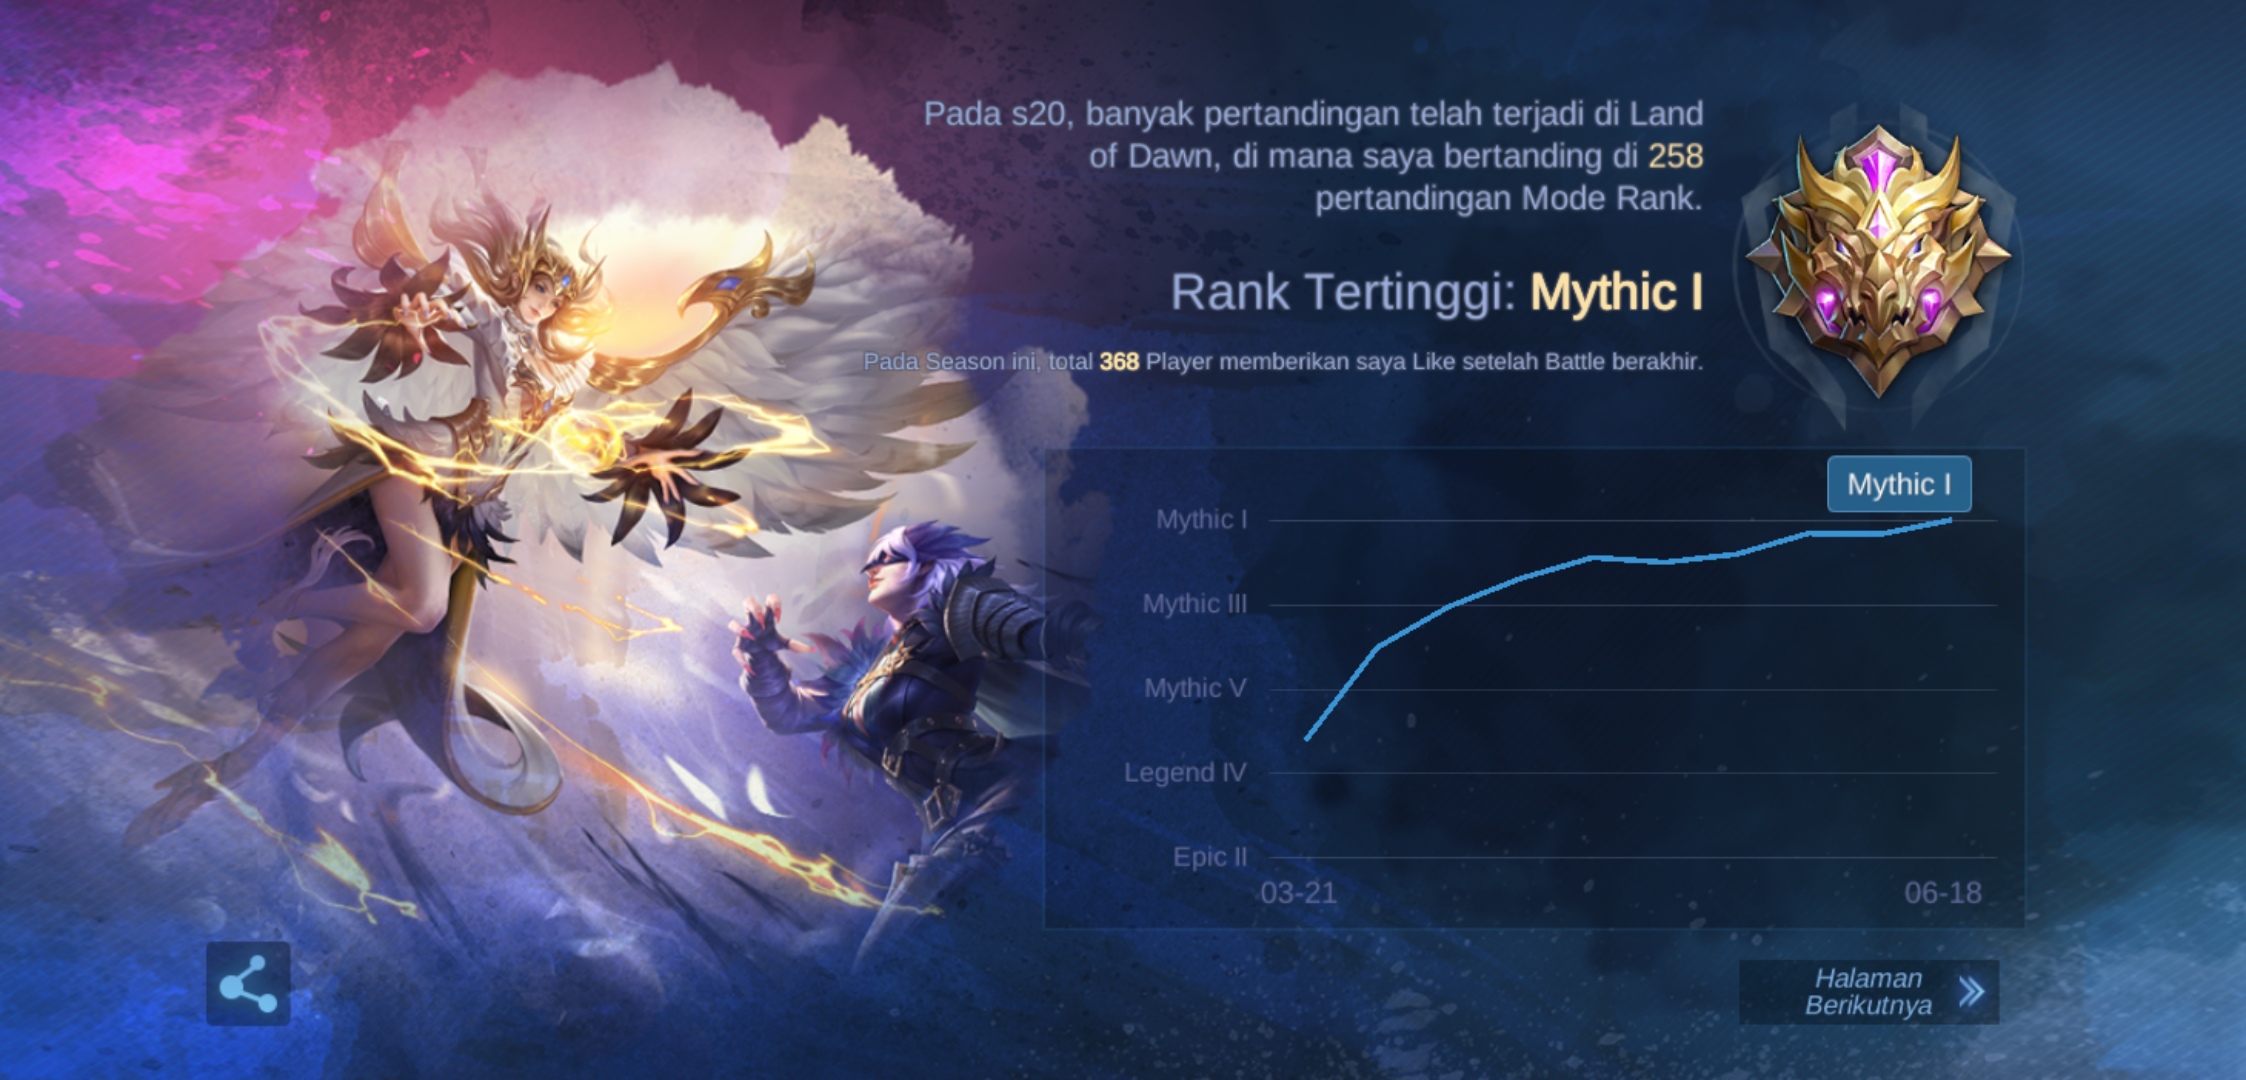 Pada s20, banyak pertandingan telah terjadi di Land
of Dawn, di mana saya bertanding di 258
pertandingan Mode Rank.
Rank Tertinggi: Mythic I
Pada Season ini, total 368 Player memberikan saya Like setelah Battle berakhir.
Mythic I
Mythic I
Mythic III
Mythic V
Legend IV
Epic II
03-21
06-18
Halaman
Berikutnya